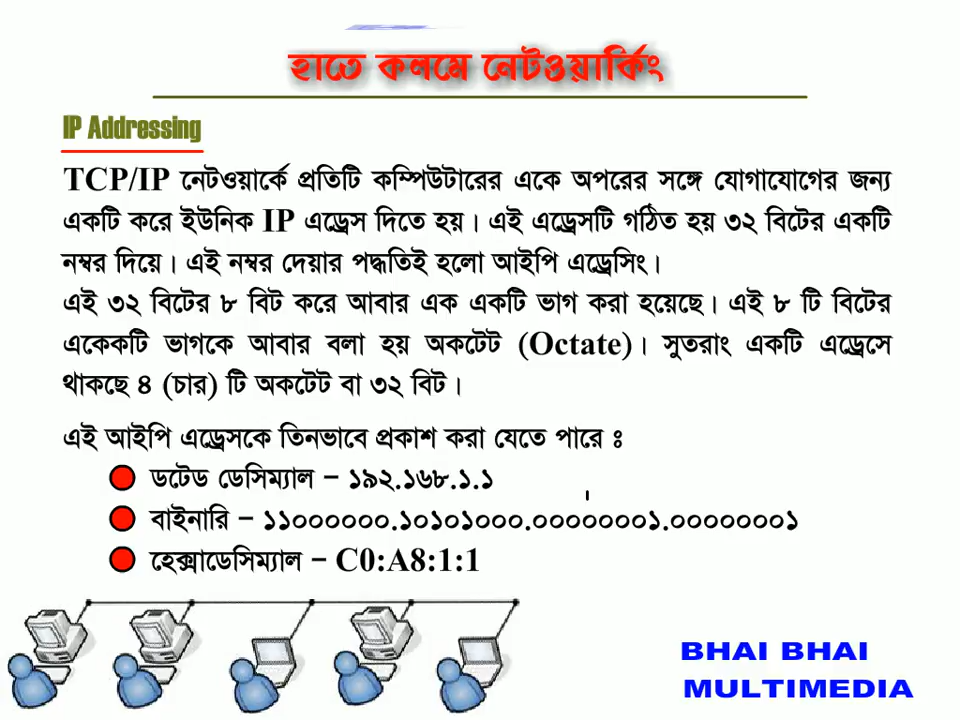 হাতে কলমে নেটওয়ার্কিং
IP Addressing
TCP/IP নেটওয়ার্কে প্রতিটি কম্পিউটারের একে অপরের সঙ্গে যোগাযোগের জন্য
একটি করে ইউনিক IP এড্রেস দিতে হয়। এই এড্রেসটি গঠিত হয় ৩২ বিটের একটি
নম্বর দিয়ে। এই নম্বর দেয়ার পদ্ধতিই হলো আইপি এড্রেসিং।
এই ৩২ বিটের ৮ বিট করে আবার এক একটি ভাগ করা হয়েছে। এই ৮ টি বিটের
একেকটি ভাগকে আবার বলা হয় অকটেট (Octate)। সুতরাং একটি এড্রেসে
থাকছে ৪ (চার) টি অকটেট বা ৩২ বিট।
এই আইপি এড্রেসকে তিনভাবে প্রকাশ করা যেতে পারে ঃ
ডটেড ডেসিম্যাল – ১৯২.১৬৮.১.১
বাইনারি – ১১০০০০০০.১০১০১০০০.০০০০০০০১.০০০০০০০১
হেক্সাডেসিম্যাল – C0:A8:1:1
BHAI BHAI
MULTIMEDIA